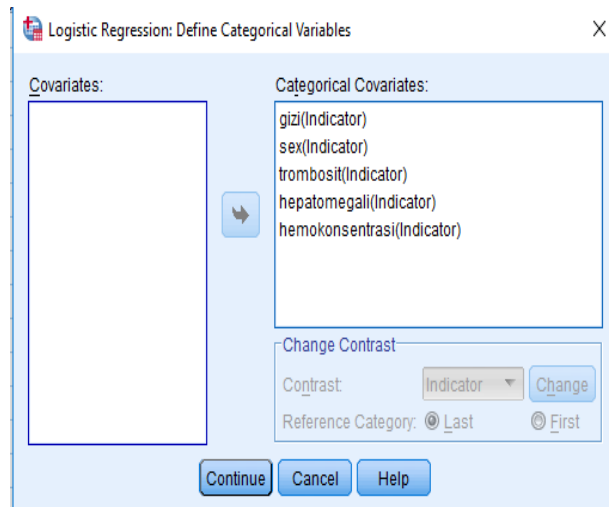 Logistic Regression: Define Categorical Variables
Covariates:
Categorical Covariates:
gizi(Indicator)
sex(Indicator)
trombosit(Indicator)
hepatomegali(Indicator)
hemokonsentrasi(Indicator)
Change Contrast
Contrast: Indicator Change
Reference Category: Last First
Continue Cancel Help